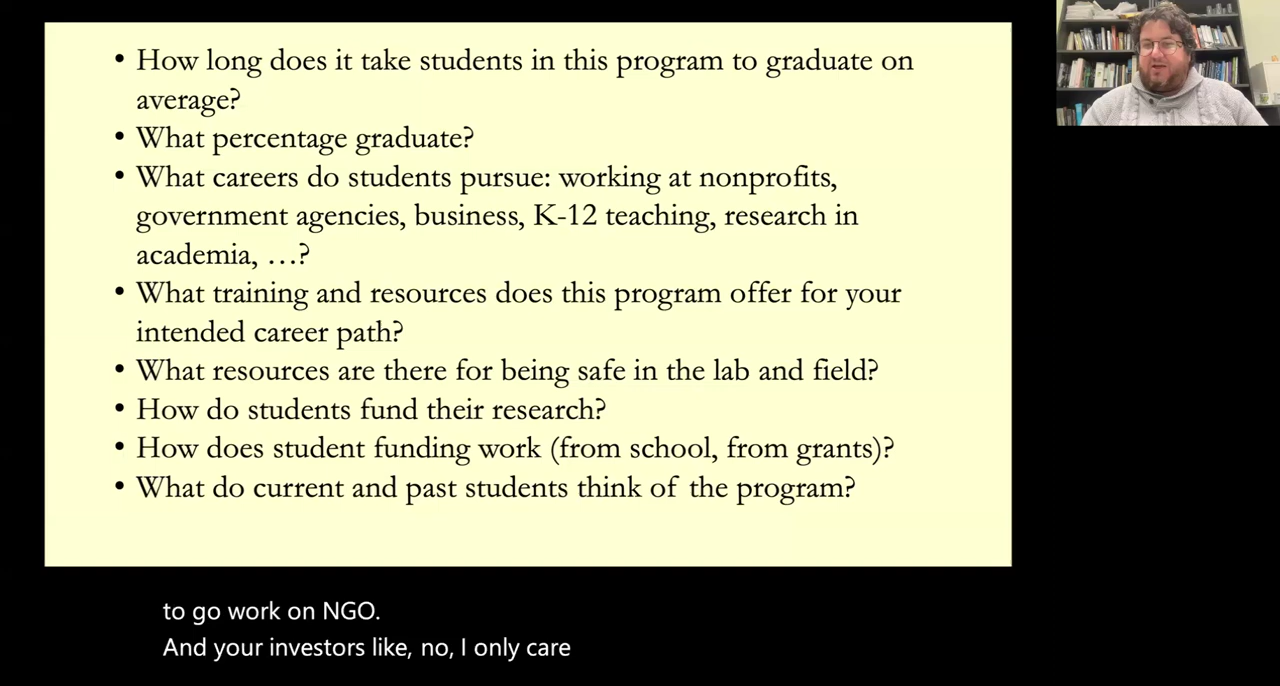 • How long does it take students in this program to graduate on
average?
• What percentage graduate?
• What careers do students pursue: working at nonprofits,
government agencies, business, K-12 teaching, research in
academia, …?
• What training and resources does this program offer for your
intended career path?
• What resources are there for being safe in the lab and field?
• How do students fund their research?
• How does student funding work (from school, from grants)?
• What do current and past students think of the program?
to go work on NGO.
And your investors like, no, I only care